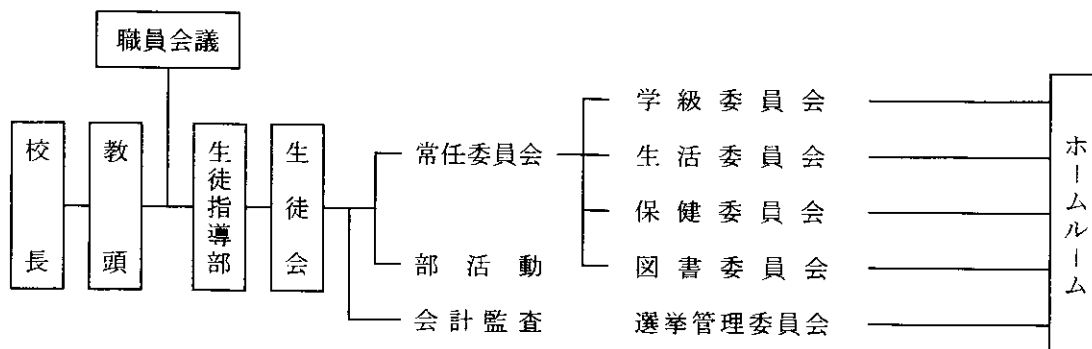 職員会議
校長
教頭
生徒指導部
生徒会
常任委員会
部活動
会計監査
学級委員会
生活委員会
保健委員会
図書委員会
選挙管理委員会
ホームルーム